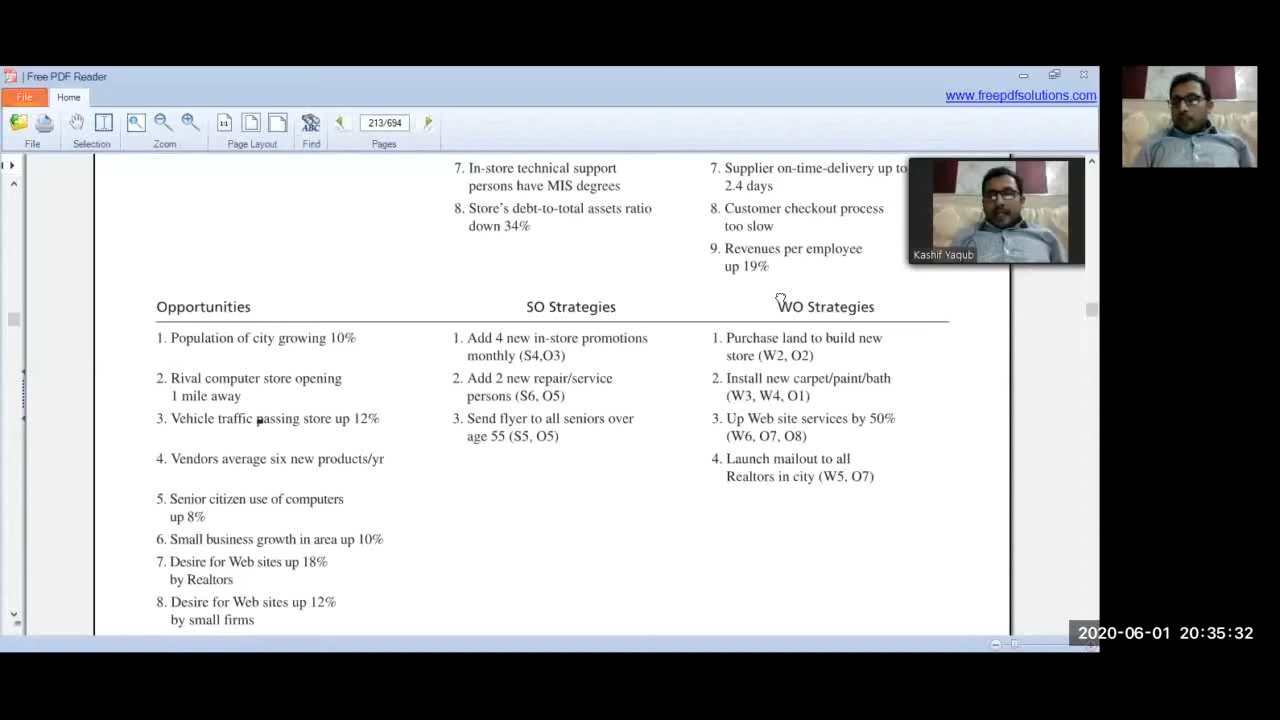 Free PDF Reader
File
Home
www.freepdfsolutions.com
1:1
ABC
213/694
File
Selection
Zoom
Page Layout
Find
Pages
7. In-store technical support
persons have MIS degrees
8. Store's debt-to-total assets ratio
down 34%
7. Supplier on-time-delivery up to
2.4 days
8. Customer checkout process
too slow
9. Revenues per employee
up 19%
Kashif Yaqub
Opportunities
SO Strategies
WO Strategies
1. Population of city growing 10%
2. Rival computer store opening
1 mile away
3. Vehicle traffic passing store up 12%
4. Vendors average six new products/yr
5. Senior citizen use of computers
up 8%
6. Small business growth in area up 10%
7. Desire for Web sites up 18%
by Realtors
8. Desire for Web sites up 12%
by small firms
1. Add 4 new in-store promotions
monthly (S4,O3)
2. Add 2 new repair/service
persons (S6, O5)
3. Send flyer to all seniors over
age 55 (S5, O5)
1. Purchase land to build new
store (W2, O2)
2. Install new carpet/paint/bath
(W3, W4, O1)
3. Up Web site services by 50%
(W6, O7, O8)
4. Launch mailout to all
Realtors in city (W5, O7)
2020-06-01 20:35:32